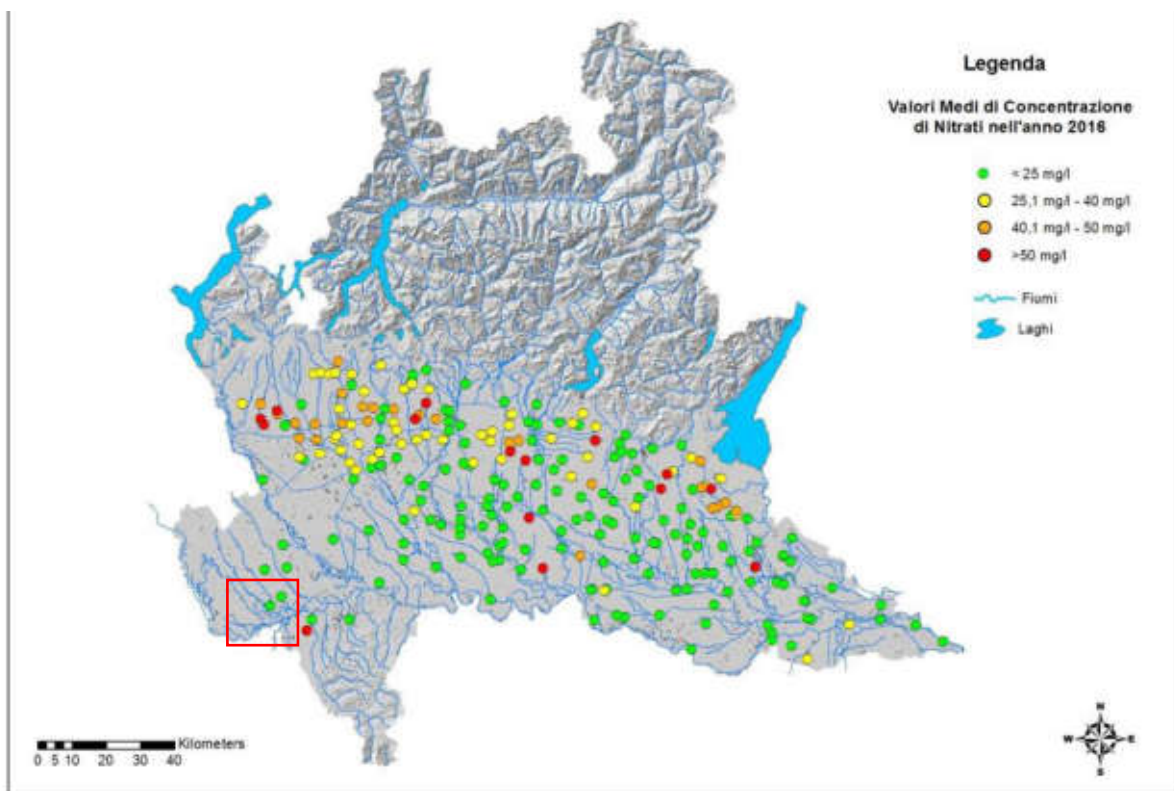 Legenda
Valori Medi di Concentrazione
di Nitrati nell'anno 2016
< 25 mg/l
25,1 mg/l - 40 mg/l
40,1 mg/l - 50 mg/l
>50 mg/l
Fiumi
Laghi
Kilometers
0 5 10 20 30 40
N
W E
S